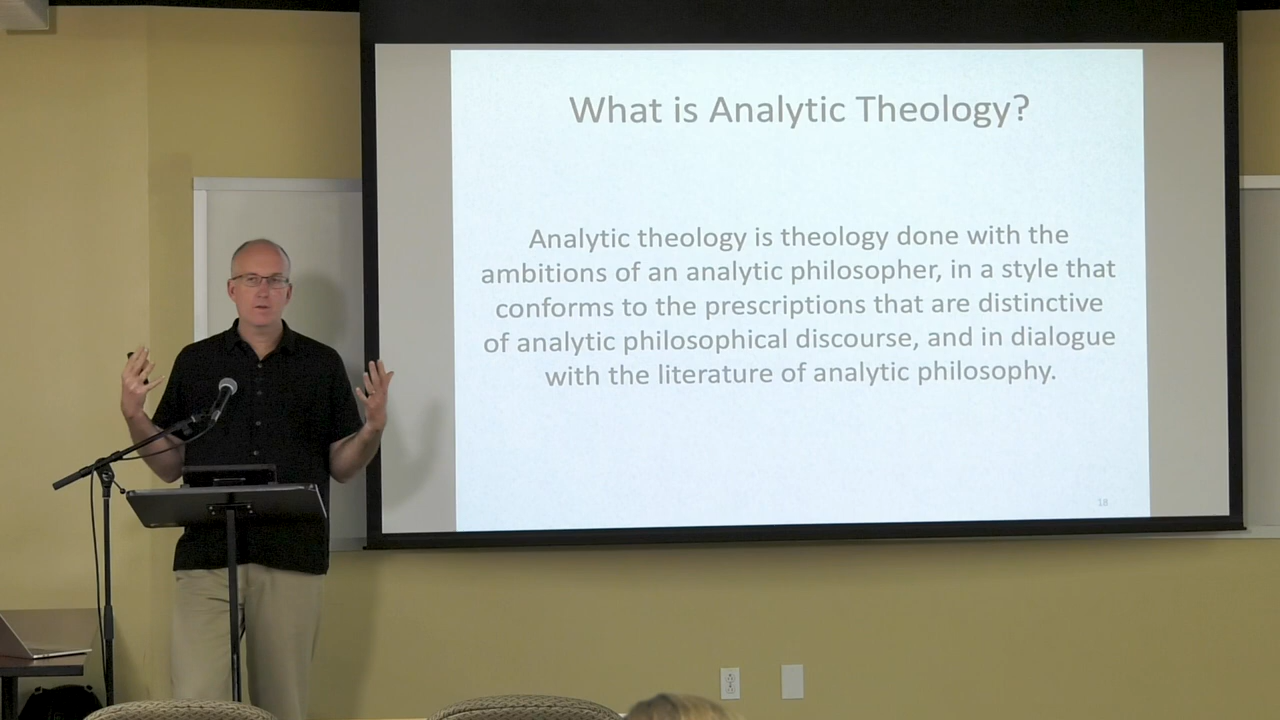 What is Analytic Theology?
Analytic theology is theology done with the
ambitions of an analytic philosopher, in a style that
conforms to the prescriptions that are distinctive
of analytic philosophical discourse, and in dialogue
with the literature of analytic philosophy.
18